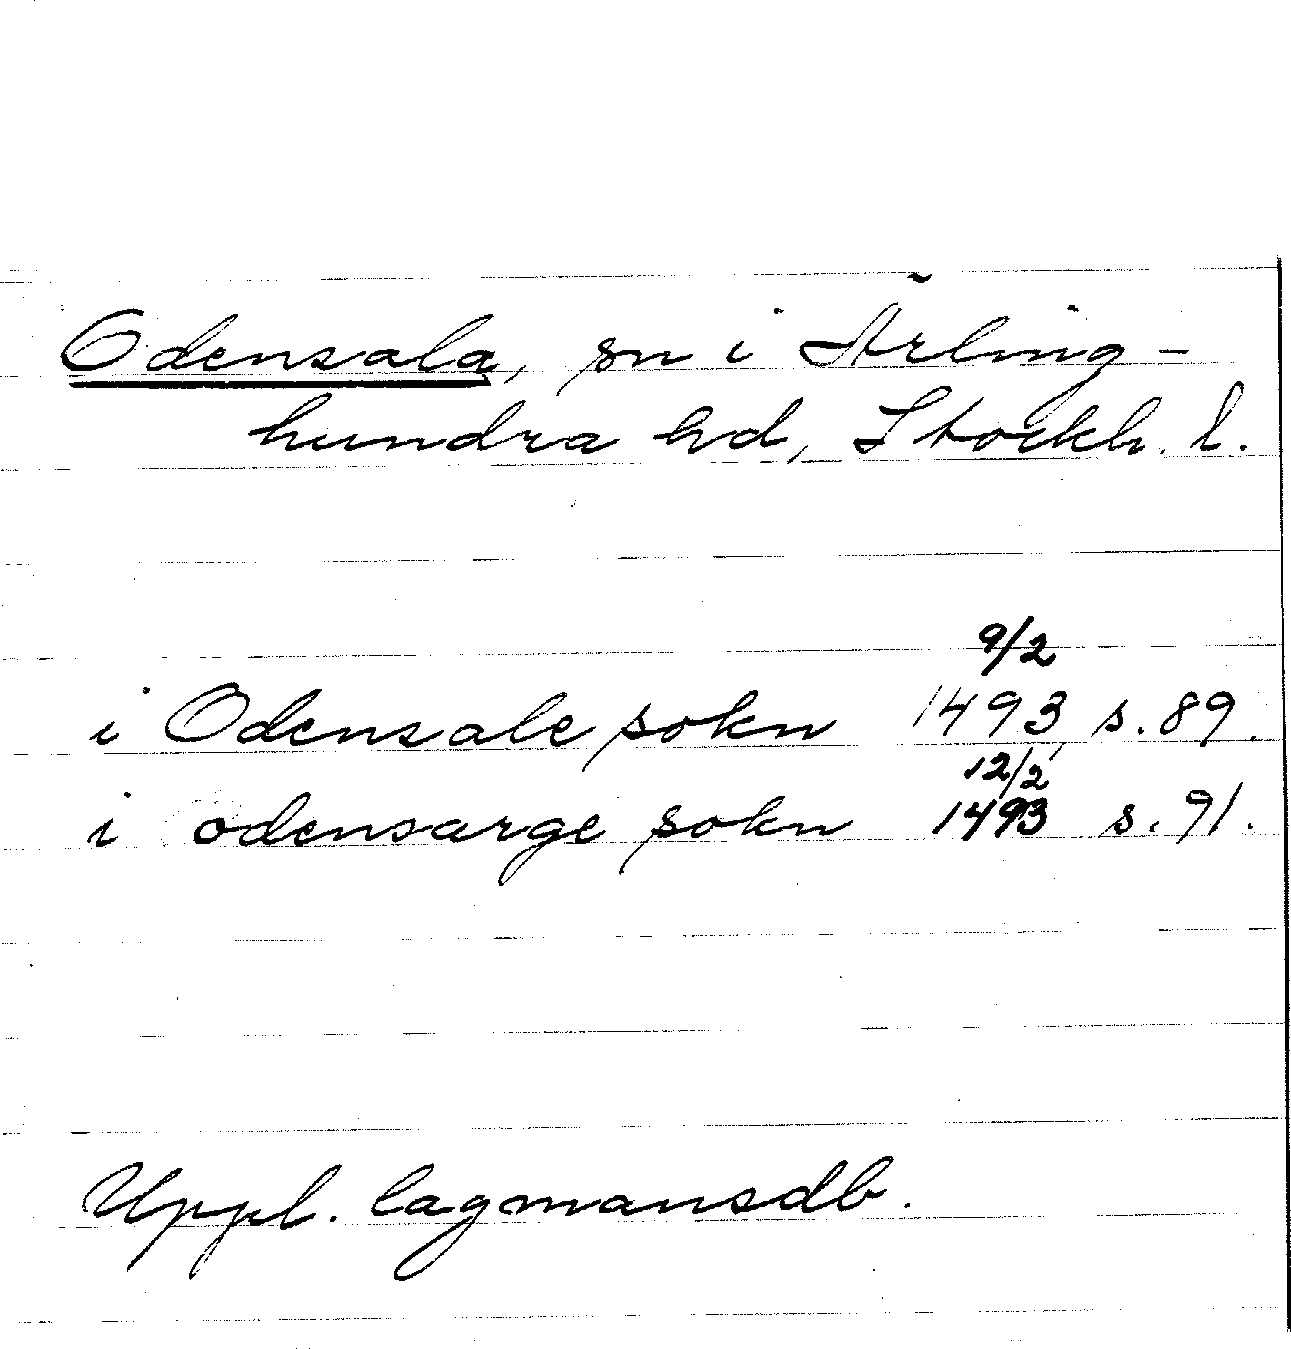 Odensala, sn i Ärling-
hundra hd, Stockh. l.
9/2
i Odensale sokn 1493 s. 89.
12/2
i odensarge sokn 1493 s. 91.
Uppl. lagmansdb.